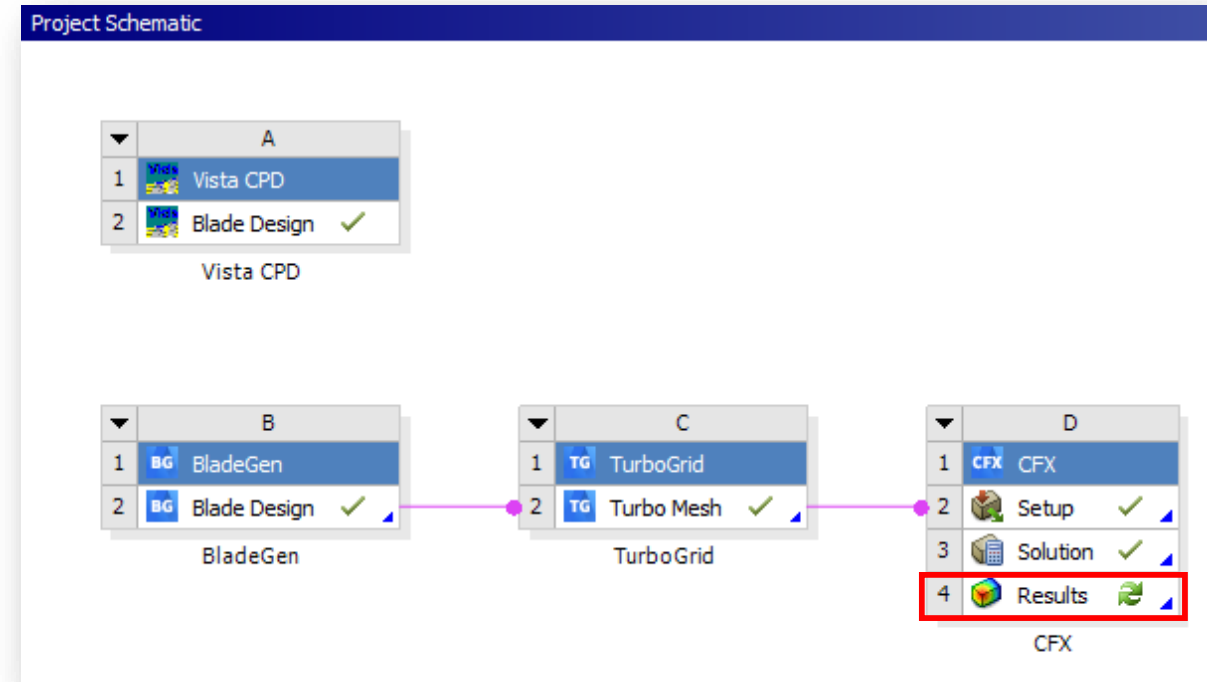 Project Schematic
A
1 Vista CPD
2 Blade Design
Vista CPD
B
1 BG BladeGen
2 BG Blade Design
BladeGen
C
1 TG TurboGrid
2 TG Turbo Mesh
TurboGrid
D
1 CFX CFX
2 Setup
3 Solution
4 Results
CFX